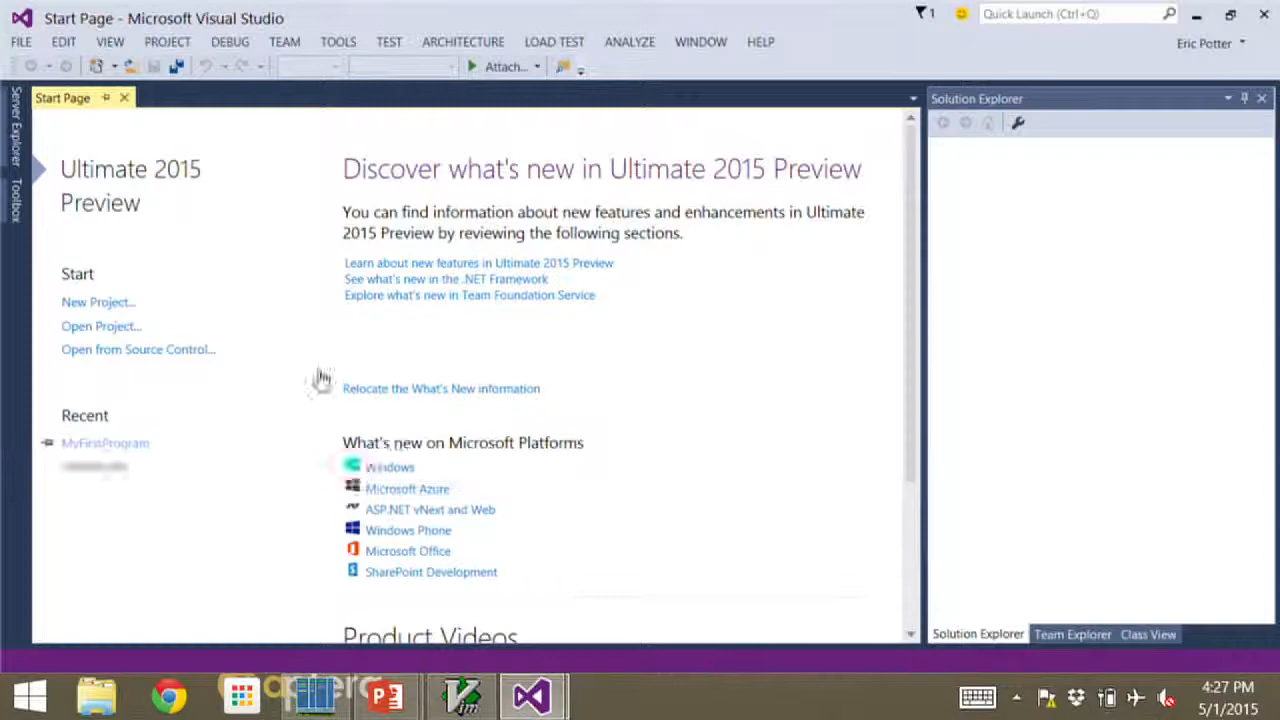 Start Page - Microsoft Visual Studio
1
Quick Launch (Ctrl+Q)
FILE EDIT VIEW PROJECT DEBUG TEAM TOOLS TEST ARCHITECTURE LOAD TEST ANALYZE WINDOW HELP
Eric Potter
Attach...
Server Explorer
Toolbox
Start Page
Solution Explorer
Ultimate 2015
Preview
Start
New Project...
Open Project...
Open from Source Control...
Recent
MyFirstProgram
Discover what's new in Ultimate 2015 Preview
You can find information about new features and enhancements in Ultimate
2015 Preview by reviewing the following sections.
Learn about new features in Ultimate 2015 Preview
See what's new in the .NET Framework
Explore what's new in Team Foundation Service
Relocate the What's New information
What's new on Microsoft Platforms
Windows
Microsoft Azure
ASP.NET vNext and Web
Windows Phone
Microsoft Office
SharePoint Development
Product Videos
Solution Explorer Team Explorer Class View
4:27 PM
5/1/2015